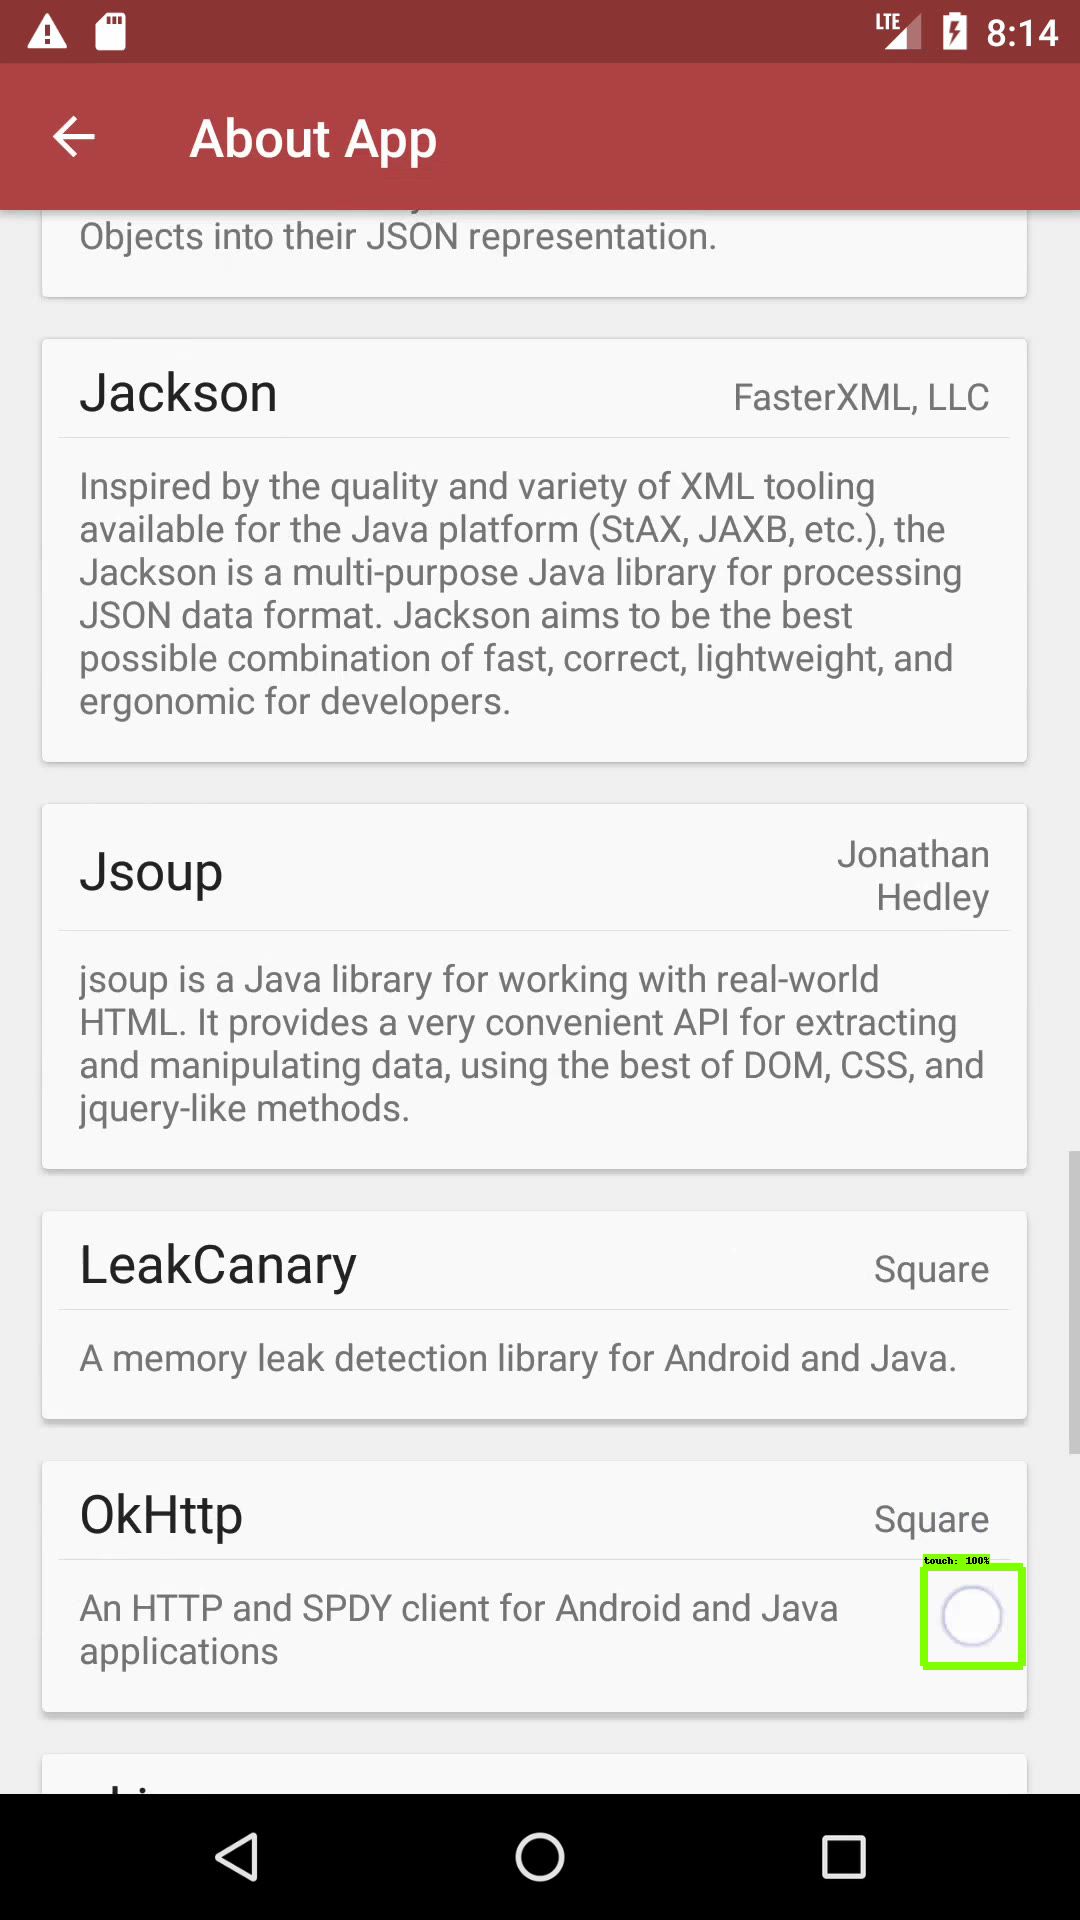 LTE 8:14
About App
Objects into their JSON representation.
Jackson
FasterXML, LLC
Inspired by the quality and variety of XML tooling
available for the Java platform (StAX, JAXB, etc.), the
Jackson is a multi-purpose Java library for processing
JSON data format. Jackson aims to be the best
possible combination of fast, correct, lightweight, and
ergonomic for developers.
Jsoup
Jonathan
Hedley
jsoup is a Java library for working with real-world
HTML. It provides a very convenient API for extracting
and manipulating data, using the best of DOM, CSS, and
jquery-like methods.
LeakCanary
Square
A memory leak detection library for Android and Java.
OkHttp
Square
touch: 100%
An HTTP and SPDY client for Android and Java
applications